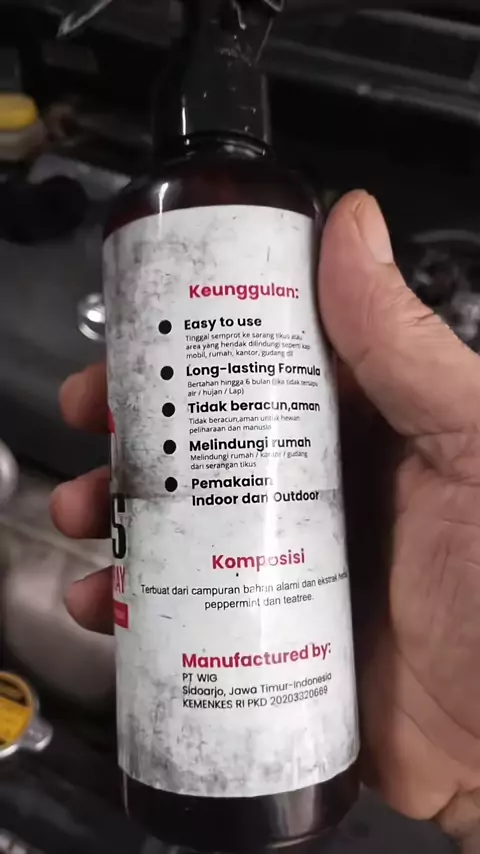 Keunggulan:
Easy to use
Tinggal semprot ke sarang tikus atau
area yang hendak dilindungi seperti kap
mobil, rumah, kantor, gudang dll
Long-lasting Formula
Bertahan hingga 6 bulan (jika tidak tersapu
air / hujan / Lap)
Tidak beracun,aman
Tidak beracun,aman untuk hewan
peliharaan dan manusia
Melindungi rumah
Melindungi rumah / kantor / gudang
dari serangan tikus
Pemakaian
Indoor dan Outdoor
S
AY
Komposisi
Terbuat dari campuran bahan alami dan ekstrak
peppermint dan teatree.
Manufactured by:
PT WIG
Sidoarjo, Jawa Timur-Indonesia
KEMENKES RI PKD 20203320669